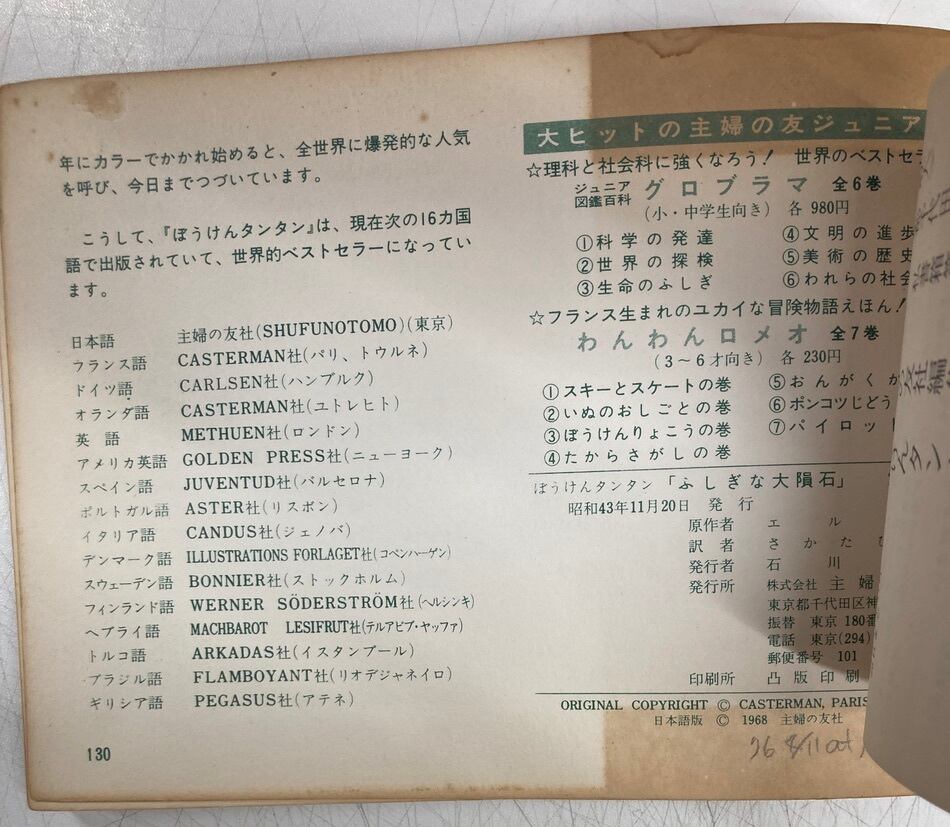 年にカラーでかかれ始めると、全世界に爆発的な人気
を呼び、今日までつづいています。
こうして、『ぼうけんタンタン』は、現在次の16カ国
語で出版されていて、世界的ベストセラーになってい
ます。
日本語 主婦の友社(SHUFUNOTOMO)(東京)
フランス語 CASTERMAN社(パリ、トウルネ)
ドイツ語 CARLSEN社(ハンブルク)
オランダ語 CASTERMAN社(ユトレヒト)
英語 METHUEN社(ロンドン)
アメリカ英語 GOLDEN PRESS社(ニューヨーク)
スペイン語 JUVENTUD社(バルセロナ)
ポルトガル語 ASTER社(リスボン)
イタリア語 CANDUS社(ジェノバ)
デンマーク語 ILLUSTRATIONS FORLAGET社(コペンハーゲン)
スウェーデン語 BONNIER社(ストックホルム)
フィンランド語 WERNER SÖDERSTRÖM社(ヘルシンキ)
ヘブライ語 MACHBAROT LESIFRUT社(テルアビブ・ヤッファ)
トルコ語 ARKADAS社(イスタンブール)
ブラジル語 FLAMBOYANT社(リオデジャネイロ)
ギリシア語 PEGASUS社(アテネ)
130
大ヒットの主婦の友ジュニア
☆理科と社会科に強くなろう! 世界のベストセラ
ジュニア図鑑百科 グロブラマ 全6巻
(小・中学生向き) 各 980円
①科学の発達 ④文明の進歩
②世界の探検 ⑤美術の歴史
③生命のふしぎ ⑥われらの社会
☆フランス生まれのユカイな冒険物語えほん!
わんわんロメオ 全7巻
(3〜6才向き) 各 230円
①スキーとスケートの巻 ⑤おんがくか
②いぬのおしごとの巻 ⑥ポンコツじどう
③ぼうけんりょこうの巻 ⑦パイロット
④たからさがしの巻
ぼうけんタンタン「ふしぎな大隕石」
昭和43年11月20日 発行
原作者 エル
訳者 さかた
発行者 石川
発行所 株式会社 主婦
東京都千代田区神
振替 東京 180番
電話 東京(294)
郵便番号 101
印刷所 凸版印刷
ORIGINAL COPYRIGHT © CASTERMAN, PARIS
日本語版 © 1968 主婦の友社